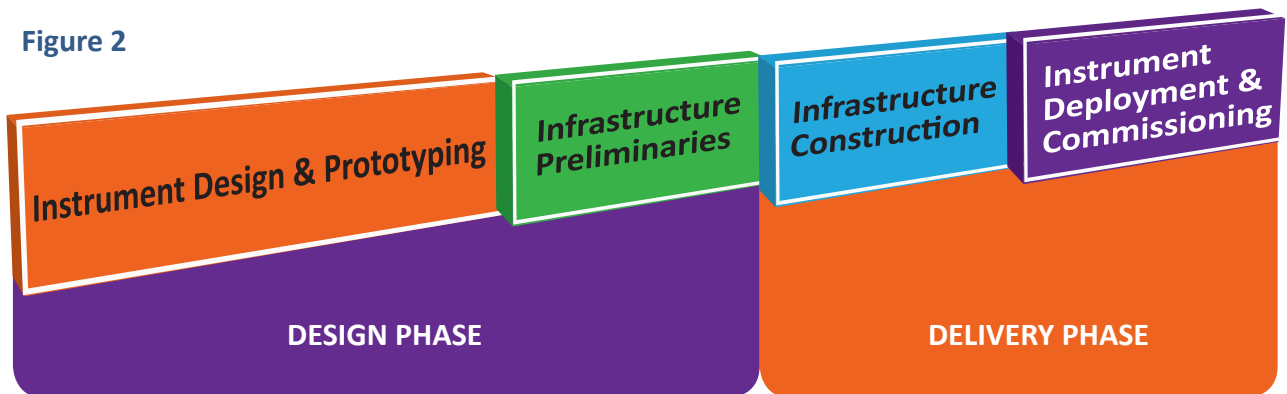 Figure 2
Instrument Design & Prototyping
Infrastructure
Preliminaries
Infrastructure
Construction
Instrument
Deployment &
Commissioning
DESIGN PHASE
DELIVERY PHASE